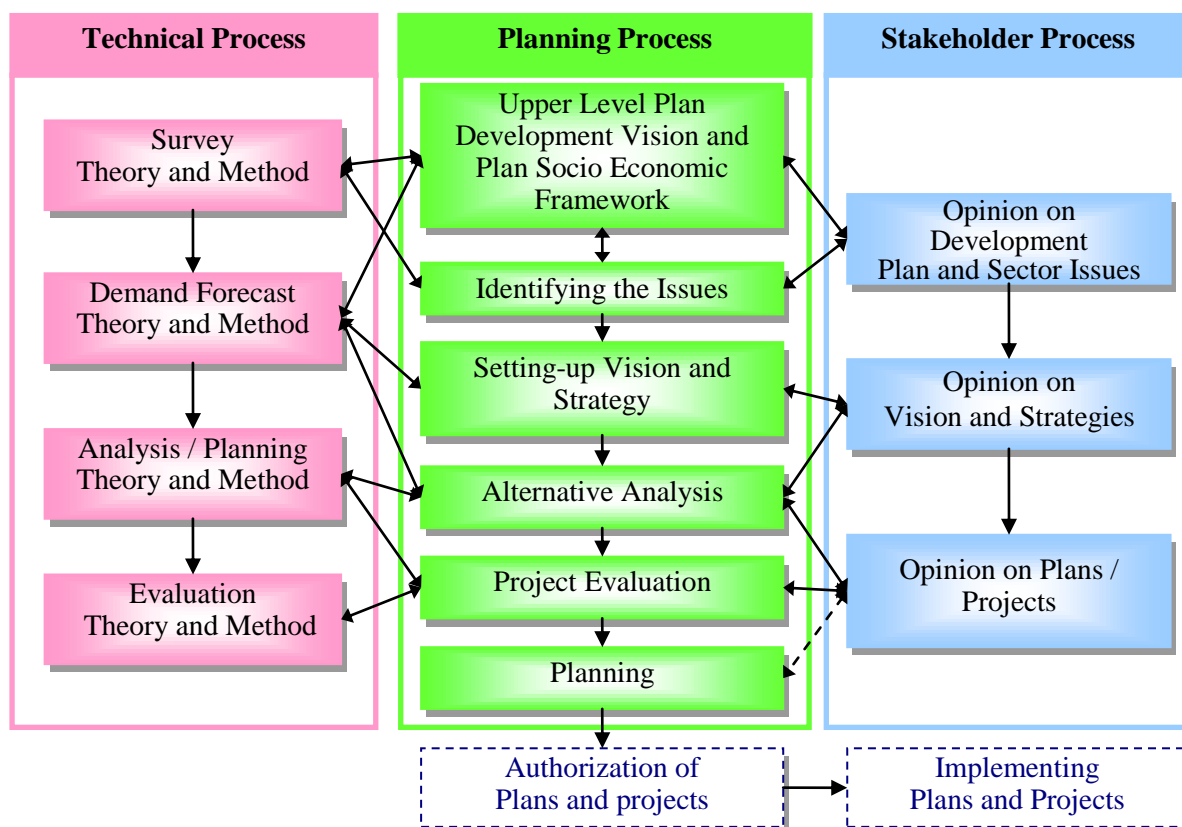 Technical Process
Planning Process
Stakeholder Process
Survey
Theory and Method
Demand Forecast
Theory and Method
Analysis / Planning
Theory and Method
Evaluation
Theory and Method
Upper Level Plan
Development Vision and
Plan Socio Economic
Framework
Identifying the Issues
Setting-up Vision and
Strategy
Alternative Analysis
Project Evaluation
Planning
Opinion on
Development
Plan and Sector Issues
Opinion on
Vision and Strategies
Opinion on Plans /
Projects
Authorization of
Plans and projects
Implementing
Plans and Projects